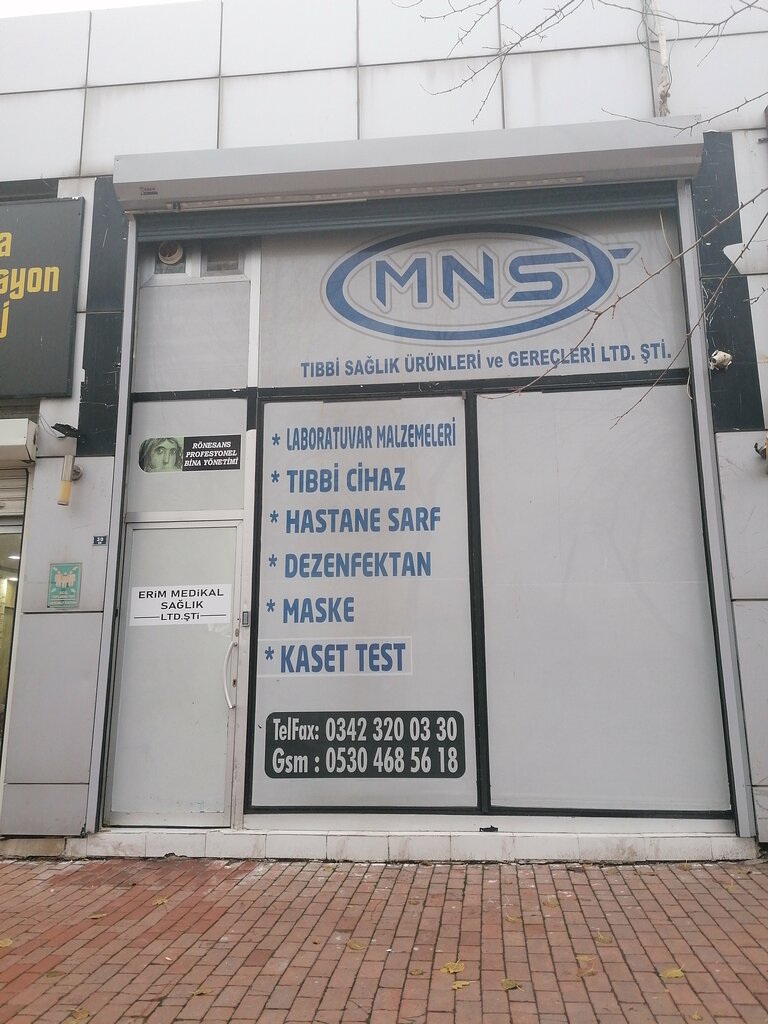 MNS
TIBBİ SAĞLIK ÜRÜNLERİ ve GEREÇLERİ LTD. ŞTİ.
RÖNESANS
PROFESYONEL
BİNA YÖNETİMİ
ERİM MEDİKAL
SAĞLIK
LTD.ŞTİ
* LABORATUVAR MALZEMELERİ
* TIBBİ CİHAZ
* HASTANE SARF
* DEZENFEKTAN
* MASKE
* KASET TEST
TelFax: 0342 320 03 30
Gsm : 0530 468 56 18